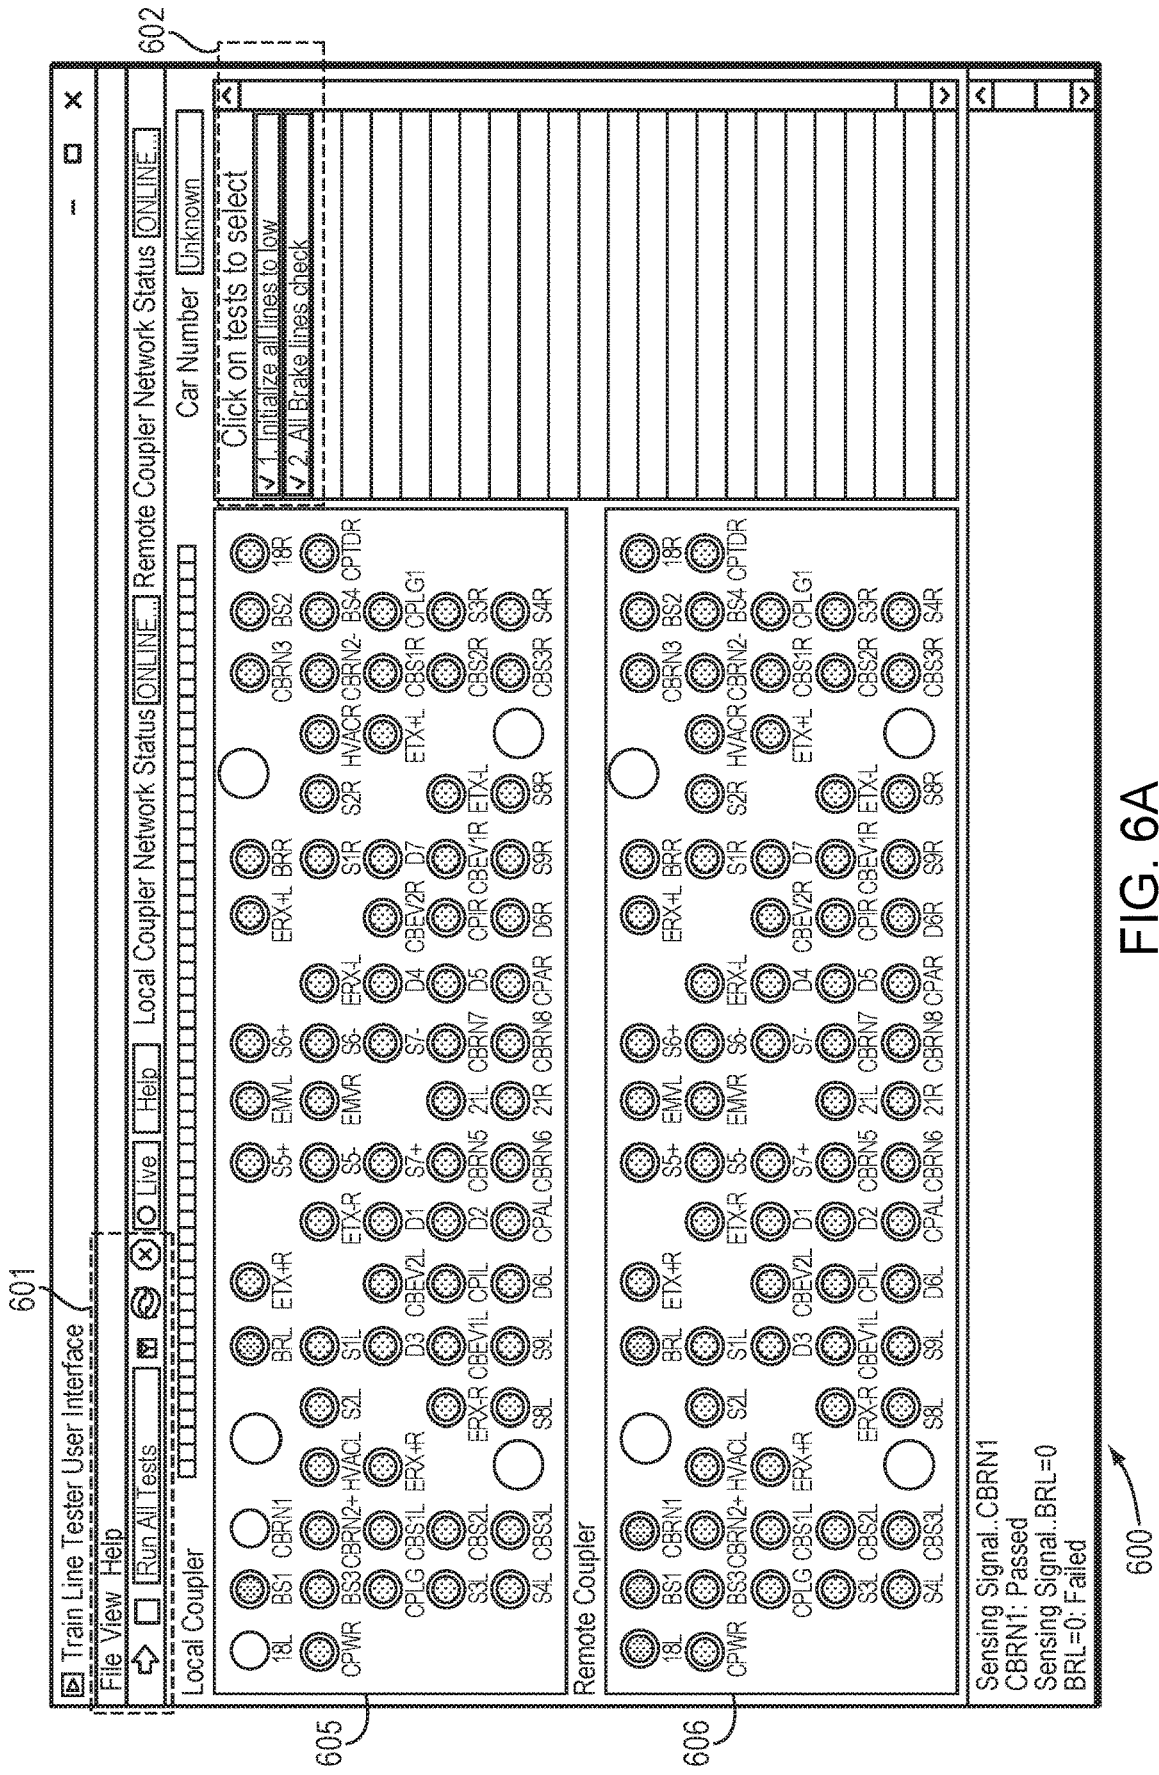 601
602
Train Line Tester User Interface
File View Help
Run All Tests
Live
Help
Local Coupler Network Status ONLINE... Remote Coupler Network Status ONLINE...
Car Number Unknown
Local Coupler
18L BS1 CBRN1 BRL ETX+R S5+ EMVL S6+ ERX+L BRR CBRN3 BS2 18R
CPWR BS3 CBRN2+ HVACL S2L S1L ETX-R S5- EMVR S6- ERX-L S1R S2R HVACR CBRN2- BS4 CPTDR
CPLG CBS1L ERX+R D3 CBEV2L D1 S7+ S7- D4 CBEV2R D7 ETX+L CBS1R CPLG1
S3L CBS2L ERX-R CBEV1L CPIL D2 CBRN5 21L CBRN7 D5 CPIR CBEV1R ETX-L CBS2R S3R
S4L CBS3L S8L S9L D6L CPAL CBRN6 21R CBRN8 CPAR D6R S9R S8R CBS3R S4R
Click on tests to select
1. Initialize all lines to low
2. All Brake lines check
605
Remote Coupler
18L BS1 CBRN1 BRL ETX+R S5+ EMVL S6+ ERX+L BRR CBRN3 BS2 18R
CPWR BS3 CBRN2+ HVACL S2L S1L ETX-R S5- EMVR S6- ERX-L S1R S2R HVACR CBRN2- BS4 CPTDR
CPLG CBS1L ERX+R D3 CBEV2L D1 S7+ S7- D4 CBEV2R D7 ETX+L CBS1R CPLG1
S3L CBS2L ERX-R CBEV1L CPIL D2 CBRN5 21L CBRN7 D5 CPIR CBEV1R ETX-L CBS2R S3R
S4L CBS3L S8L S9L D6L CPAL CBRN6 21R CBRN8 CPAR D6R S9R S8R CBS3R S4R
606
Sensing Signal..CBRN1
CBRN1: Passed
Sensing Signal..BRL=0
BRL=0: Failed
600
FIG. 6A